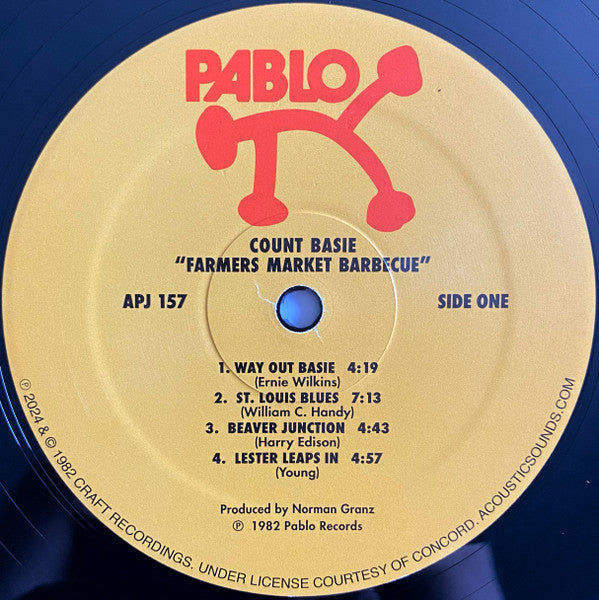 PABLO
COUNT BASIE
"FARMERS MARKET BARBECUE"
APJ 157
SIDE ONE
1. WAY OUT BASIE 4:19
(Ernie Wilkins)
2. ST. LOUIS BLUES 7:13
(William C. Handy)
3. BEAVER JUNCTION 4:43
(Harry Edison)
4. LESTER LEAPS IN 4:57
(Young)
Produced by Norman Granz
℗ 1982 Pablo Records
℗ 2024 & © 1982 CRAFT RECORDINGS. UNDER LICENSE COURTESY OF CONCORD. ACOUSTICSOUNDS.COM